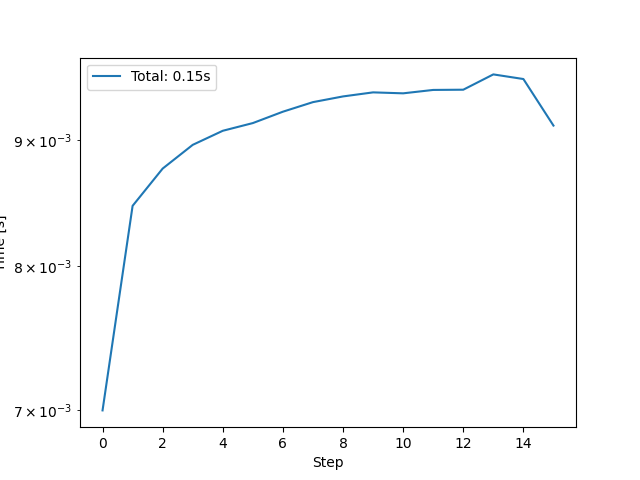 Total: 0.15s
9 × 10⁻³
8 × 10⁻³
7 × 10⁻³
Time [s]
0 2 4 6 8 10 12 14
Step